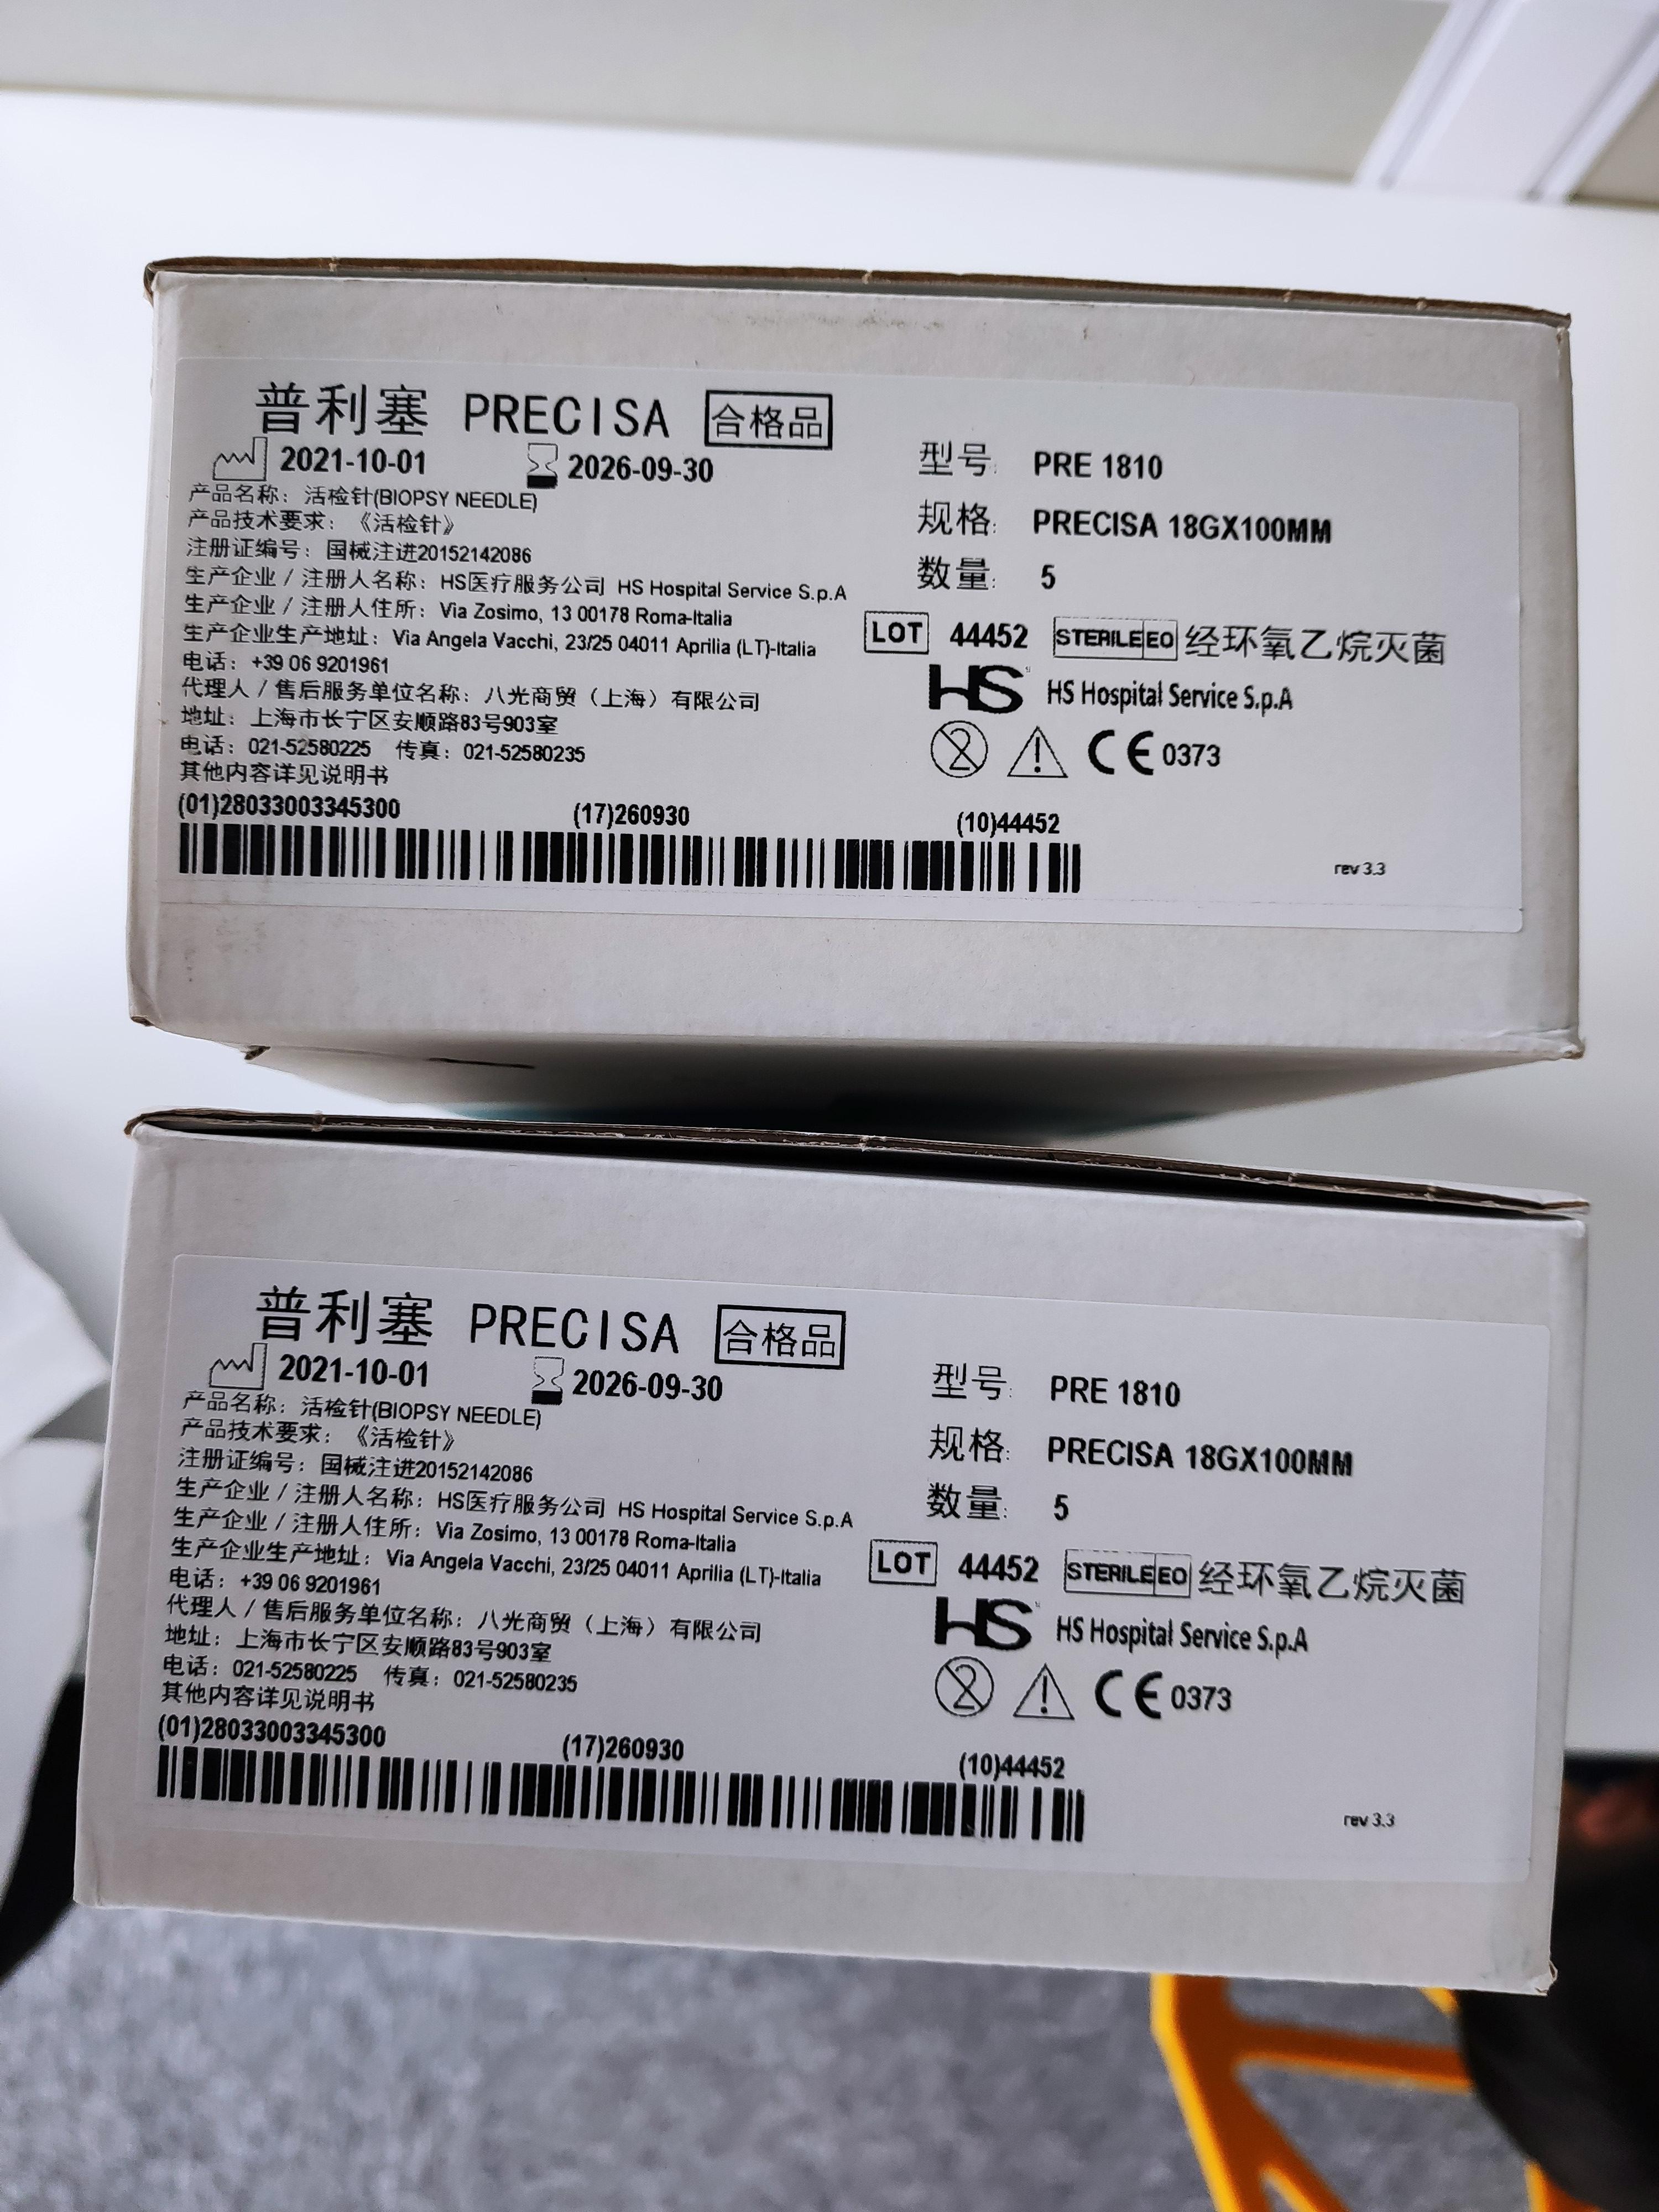 普利塞 PRECISA 合格品
2021-10-01 2026-09-30
产品名称：活检针(BIOPSY NEEDLE)
产品技术要求：《活检针》
注册证编号：国械注进20152142086
生产企业 / 注册人名称：HS医疗服务公司 HS Hospital Service S.p.A
生产企业 / 注册人住所：Via Zosimo, 13 00178 Roma-Italia
生产企业生产地址：Via Angela Vacchi, 23/25 04011 Aprilia (LT)-Italia
电话：+39 06 9201961
代理人 / 售后服务单位名称：八光商贸（上海）有限公司
地址：上海市长宁区安顺路83号903室
电话：021-52580225 传真：021-52580235
其他内容详见说明书
(01)28033003345300 (17)260930 (10)44452
型号: PRE 1810
规格: PRECISA 18GX100MM
数量: 5
LOT 44452 STERILE EO 经环氧乙烷灭菌
HS HS Hospital Service S.p.A
2 CE 0373
rev 3.3
普利塞 PRECISA 合格品
2021-10-01 2026-09-30
产品名称：活检针(BIOPSY NEEDLE)
产品技术要求：《活检针》
注册证编号：国械注进20152142086
生产企业 / 注册人名称：HS医疗服务公司 HS Hospital Service S.p.A
生产企业 / 注册人住所：Via Zosimo, 13 00178 Roma-Italia
生产企业生产地址：Via Angela Vacchi, 23/25 04011 Aprilia (LT)-Italia
电话：+39 06 9201961
代理人 / 售后服务单位名称：八光商贸（上海）有限公司
地址：上海市长宁区安顺路83号903室
电话：021-52580225 传真：021-52580235
其他内容详见说明书
(01)28033003345300 (17)260930 (10)44452
型号: PRE 1810
规格: PRECISA 18GX100MM
数量: 5
LOT 44452 STERILE EO 经环氧乙烷灭菌
HS HS Hospital Service S.p.A
2 CE 0373
rev 3.3